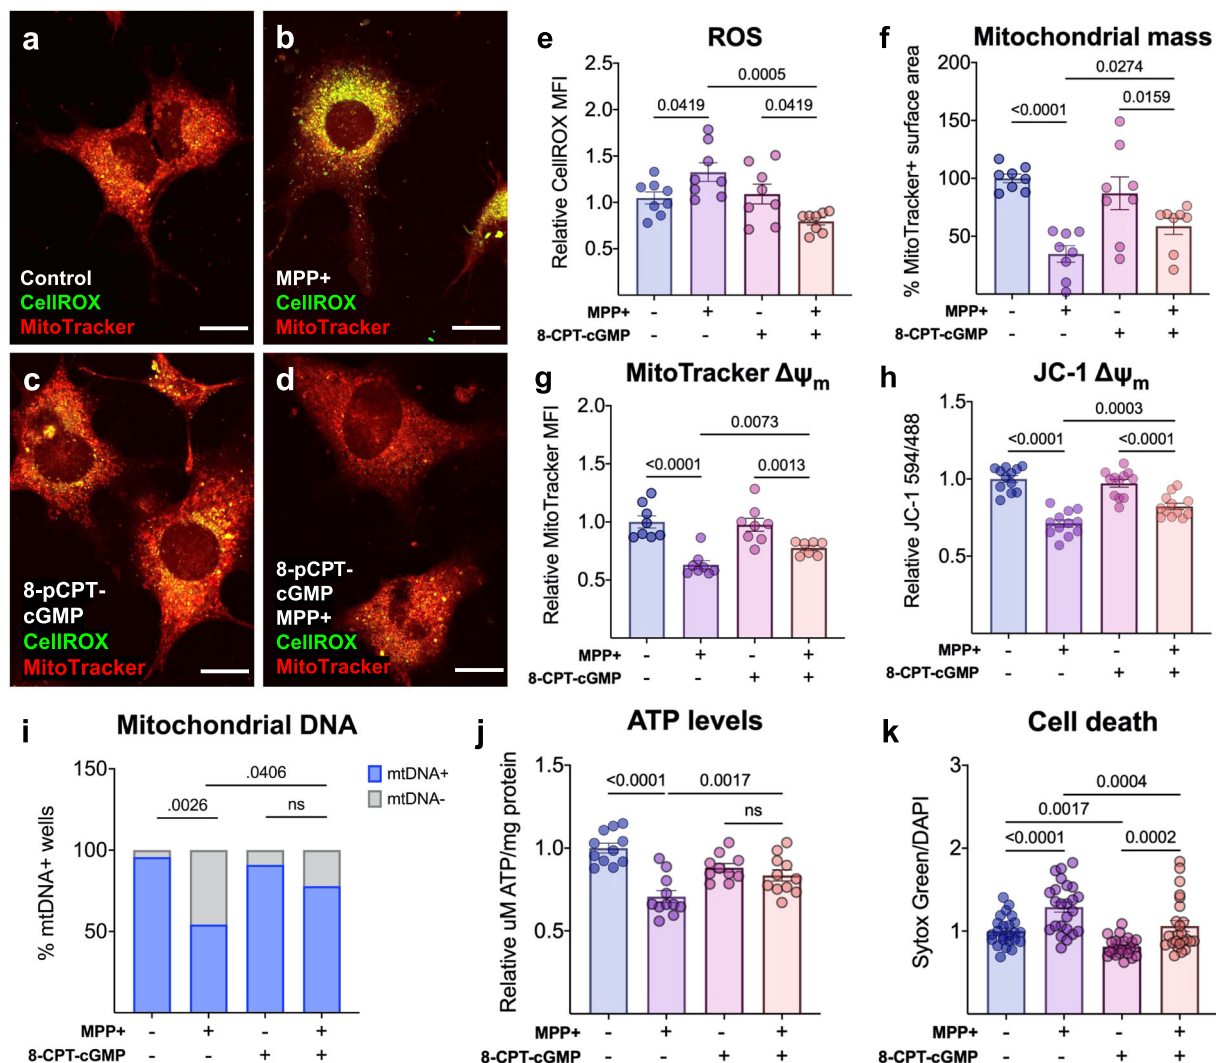 a
Control
CellROX
MitoTracker
b
MPP+
CellROX
MitoTracker
c
8-pCPT-
cGMP
CellROX
MitoTracker
d
8-pCPT-
cGMP
MPP+
CellROX
MitoTracker
e
ROS
Relative CellROX MFI
2.5
2.0
1.5
1.0
0.5
0.0005
0.0419
0.0419
MPP+ - + - +
8-CPT-cGMP - - + +
f
Mitochondrial mass
% MitoTracker+ surface area
200
150
100
50
0.0274
<0.0001
0.0159
MPP+ - + - +
8-CPT-cGMP - - + +
g
MitoTracker Δψm
Relative MitoTracker MFI
2.0
1.5
1.0
0.5
0.0073
<0.0001
0.0013
MPP+ - + - +
8-CPT-cGMP - - + +
h
JC-1 Δψm
Relative JC-1 594/488
1.5
1.0
0.5
0.0003
<0.0001
<0.0001
MPP+ - + - +
8-CPT-cGMP - - + +
i
Mitochondrial DNA
% mtDNA+ wells
150
100
50
.0406
.0026
ns
mtDNA+
mtDNA-
MPP+ - + - +
8-CPT-cGMP - - + +
j
ATP levels
Relative uM ATP/mg protein
1.5
1.0
0.5
<0.0001
0.0017
ns
MPP+ - + - +
8-CPT-cGMP - - + +
k
Cell death
Sytox Green/DAPI
3
2
1
0.0004
0.0017
<0.0001
0.0002
MPP+ - + - +
8-CPT-cGMP - - + +